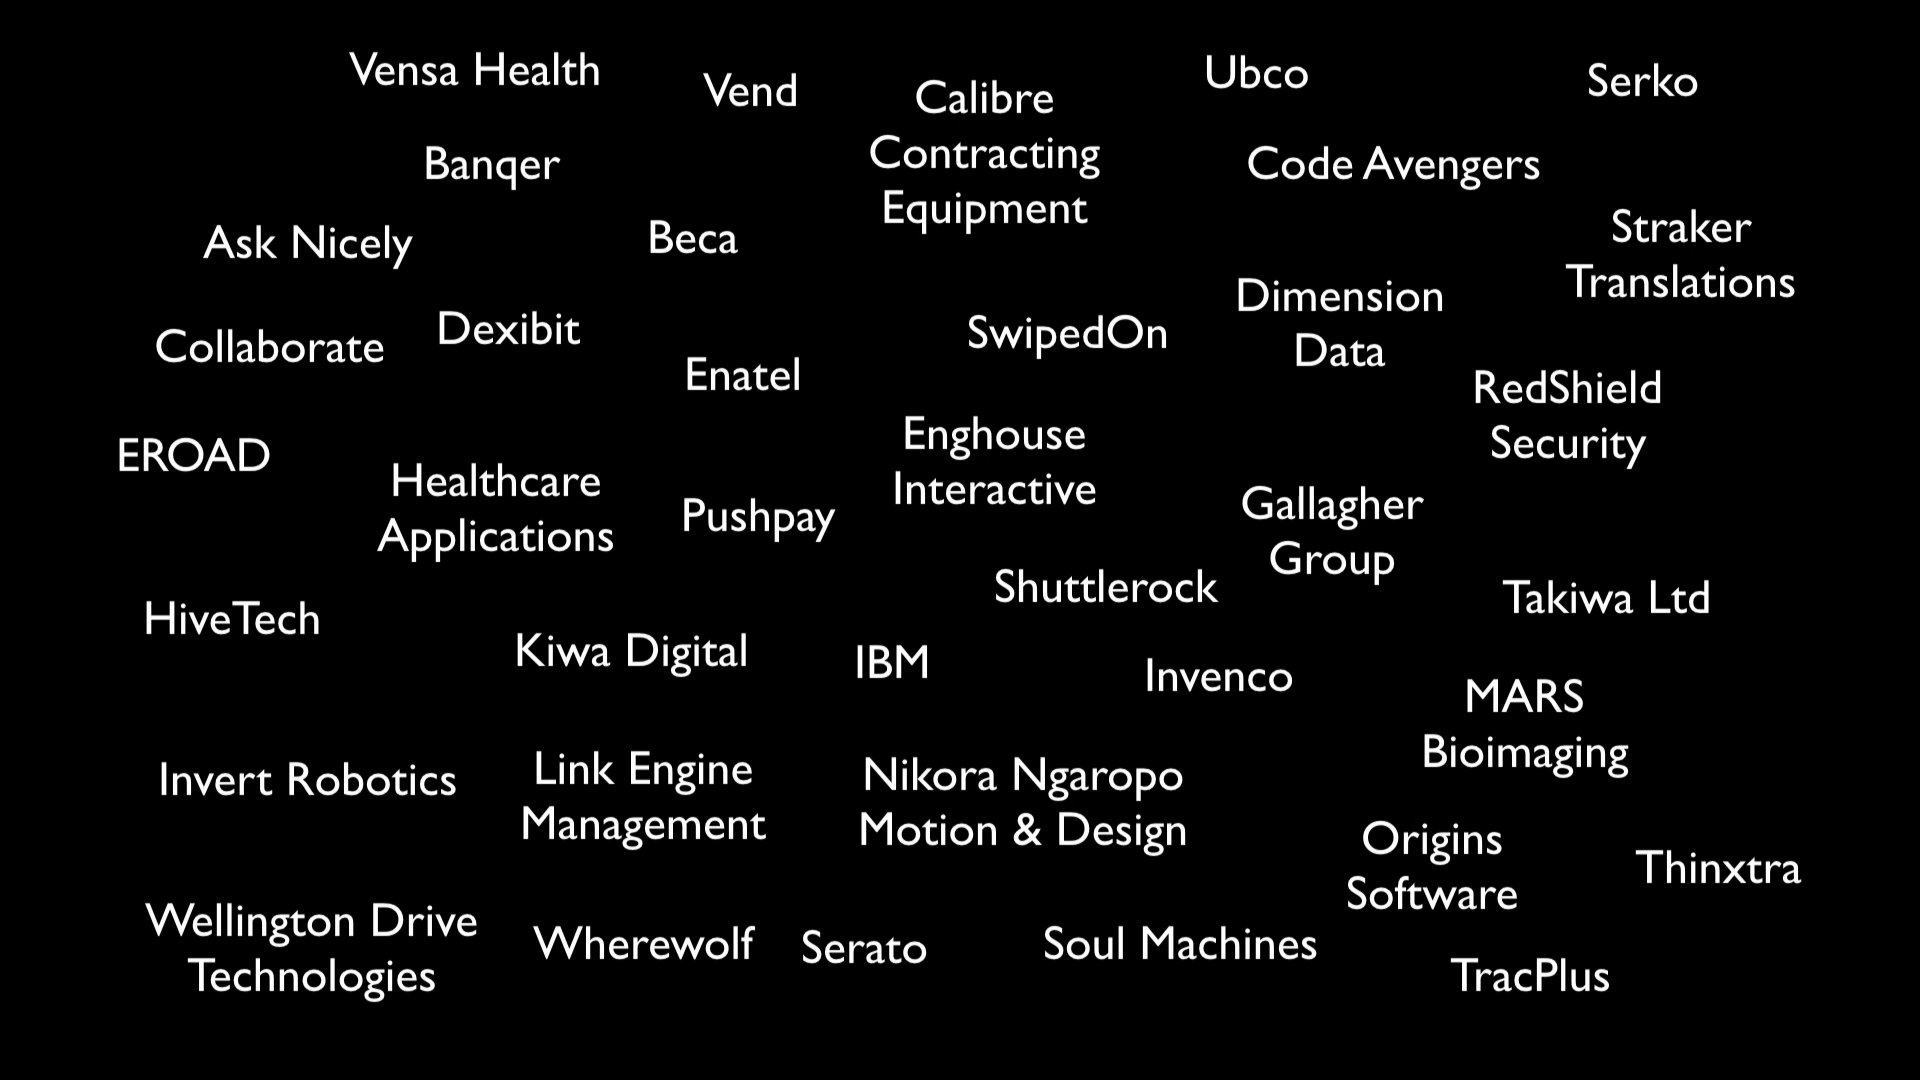 Vensa Health
Vend
Calibre
Contracting
Equipment
Ubco
Serko
Banqer
Code Avengers
Ask Nicely
Beca
Straker
Translations
Dimension
Data
Collaborate
Dexibit
SwipedOn
Enatel
RedShield
Security
EROAD
Enghouse
Interactive
Healthcare
Applications
Pushpay
Gallagher
Group
Shuttlerock
Takiwa Ltd
HiveTech
Kiwa Digital
IBM
Invenco
MARS
Bioimaging
Invert Robotics
Link Engine
Management
Nikora Ngaropo
Motion & Design
Origins
Software
Thinxtra
Wellington Drive
Technologies
Wherewolf
Serato
Soul Machines
TracPlus